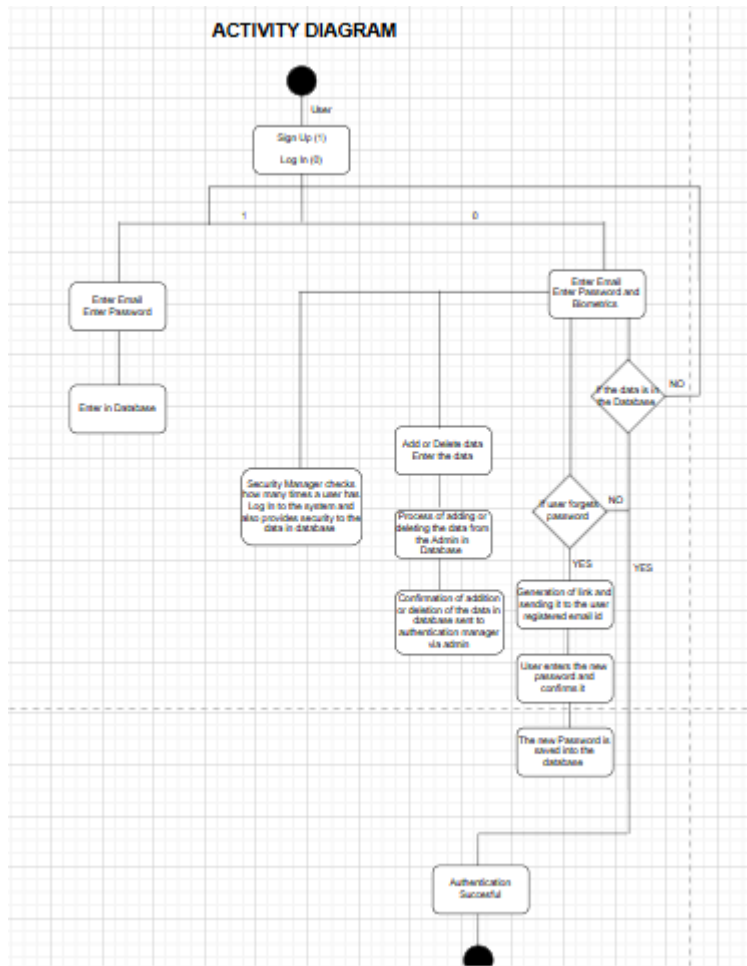 ACTIVITY DIAGRAM
User
Sign Up (1)
Log In (0)
1
0
Enter Email
Enter Password
Enter Email
Enter Password and
Biometrics
If the data is in
the Database
NO
Enter in Database
Add or Delete data
Enter the data
Security Manager checks
how many times a user has
Log in to the system and
also provides security to the
data in database
If user forgets
password
NO
Process of adding or
deleting the data from
the Admin in
Database
YES
YES
Confirmation of addition
or deletion of the data in
database sent to
authentication manager
via admin
Generation of link and
sending it to the user
registered email id
User enters the new
password and
confirms it
The new Password is
saved into the
database
Authentication
Succesful